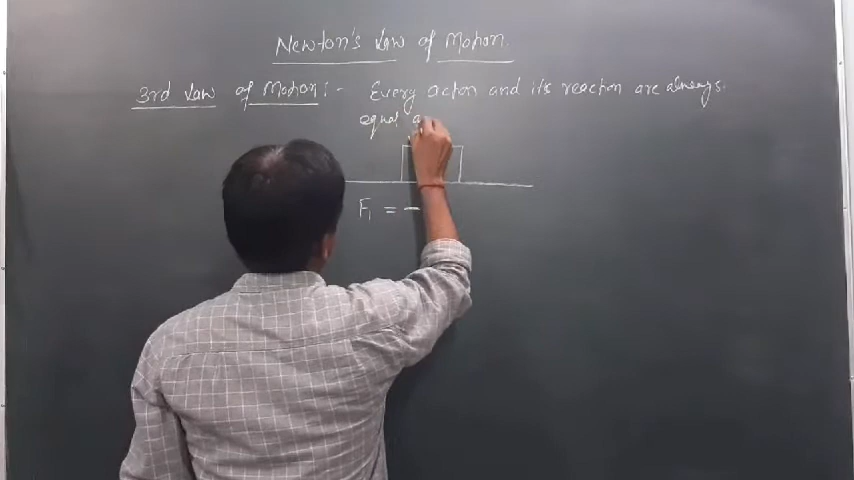 Newton's Law of Motion.
3rd Law of Motion:- Every action and its reaction are always
equal a
F₁ = -